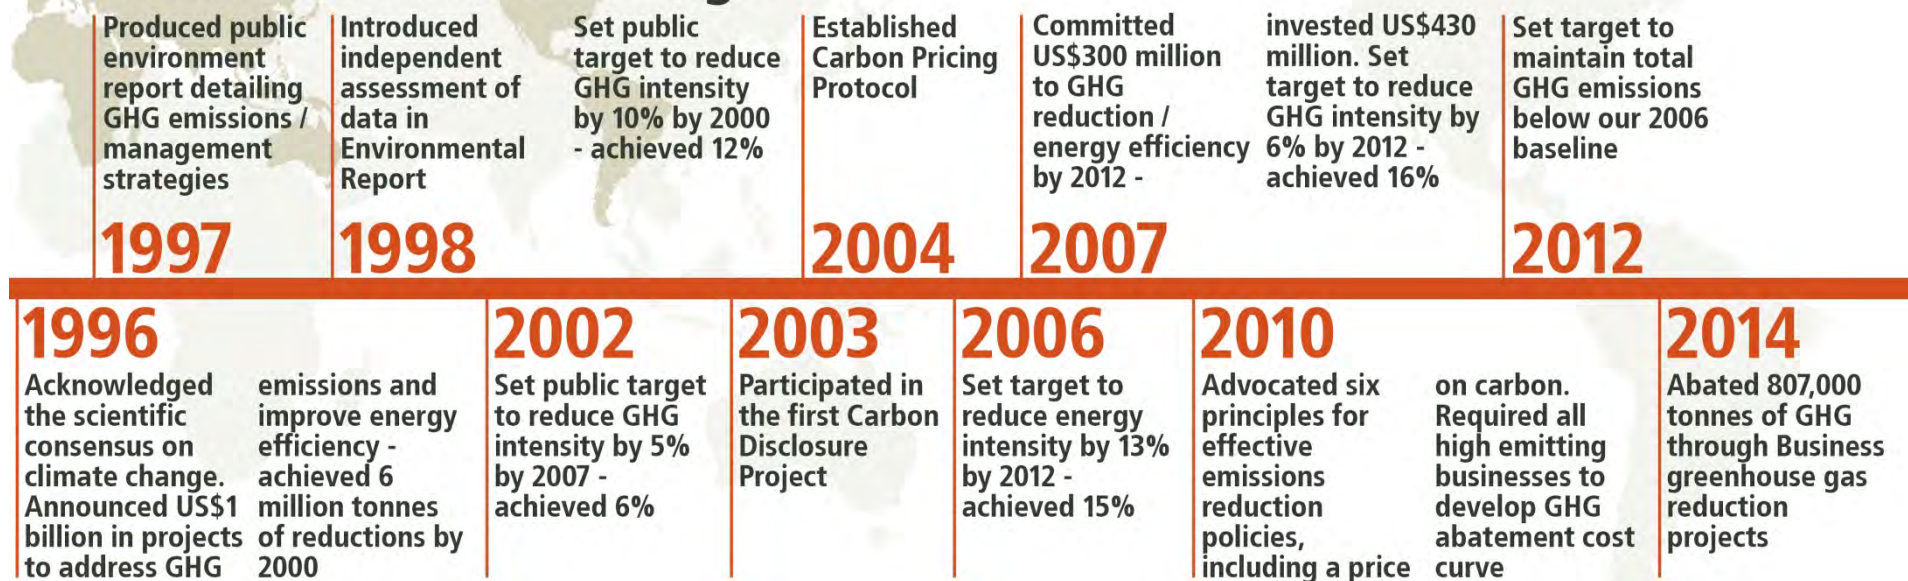 Produced public
environment
report detailing
GHG emissions /
management
strategies
1997
Introduced
independent
assessment of
data in
Environmental
Report
1998
Set public
target to reduce
GHG intensity
by 10% by 2000
- achieved 12%
Established
Carbon Pricing
Protocol
2004
Committed
US$300 million
to GHG
reduction /
energy efficiency
by 2012 -
invested US$430
million. Set
target to reduce
GHG intensity by
6% by 2012 -
achieved 16%
2007
Set target to
maintain total
GHG emissions
below our 2006
baseline
2012
1996
Acknowledged
the scientific
consensus on
climate change.
Announced US$1
billion in projects
to address GHG
emissions and
improve energy
efficiency -
achieved 6
million tonnes
of reductions by
2000
2002
Set public target
to reduce GHG
intensity by 5%
by 2007 -
achieved 6%
2003
Participated in
the first Carbon
Disclosure
Project
2006
Set target to
reduce energy
intensity by 13%
by 2012 -
achieved 15%
2010
Advocated six
principles for
effective
emissions
reduction
policies,
including a price
on carbon.
Required all
high emitting
businesses to
develop GHG
abatement cost
curve
2014
Abated 807,000
tonnes of GHG
through Business
greenhouse gas
reduction
projects